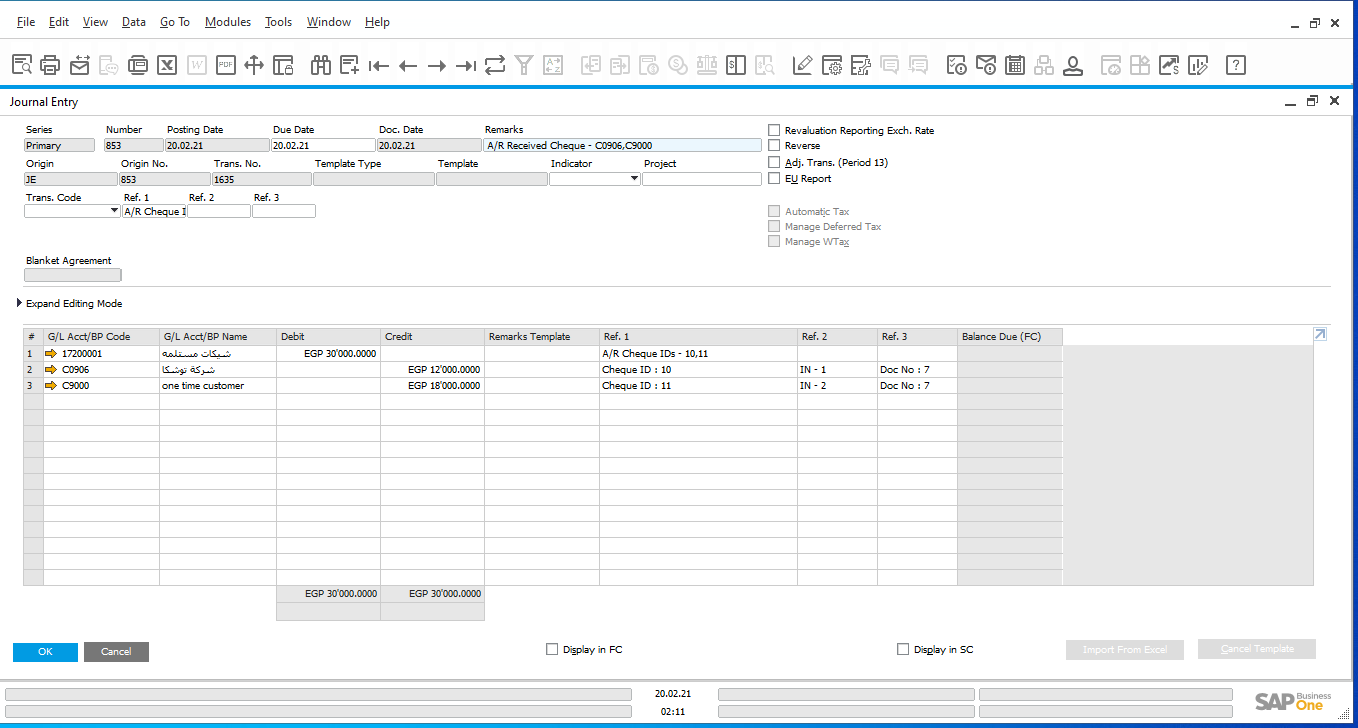 File Edit View Data Go To Modules Tools Window Help
W PDF $ A Z $ ?
Journal Entry
Series Number Posting Date Due Date Doc. Date Remarks
Primary 853 20.02.21 20.02.21 20.02.21 A/R Received Cheque - C0906,C9000
Revaluation Reporting Exch. Rate
Reverse
Adj. Trans. (Period 13)
EU Report
Origin Origin No. Trans. No. Template Type Template Indicator Project
JE 853 1635
Trans. Code Ref. 1 Ref. 2 Ref. 3
A/R Cheque I
Automatic Tax
Manage Deferred Tax
Manage WTax
Blanket Agreement
Expand Editing Mode
# G/L Acct/BP Code G/L Acct/BP Name Debit Credit Remarks Template Ref. 1 Ref. 2 Ref. 3 Balance Due (FC)
1 17200001 شيكات مستلمه EGP 30'000.0000 A/R Cheque IDs - 10,11
2 C0906 شركة توشكا EGP 12'000.0000 Cheque ID : 10 IN - 1 Doc No : 7
3 C9000 one time customer EGP 18'000.0000 Cheque ID : 11 IN - 2 Doc No : 7
EGP 30'000.0000 EGP 30'000.0000
OK Cancel Display in FC Display in SC Import From Excel Cancel Template
20.02.21
02:11
SAP Business One